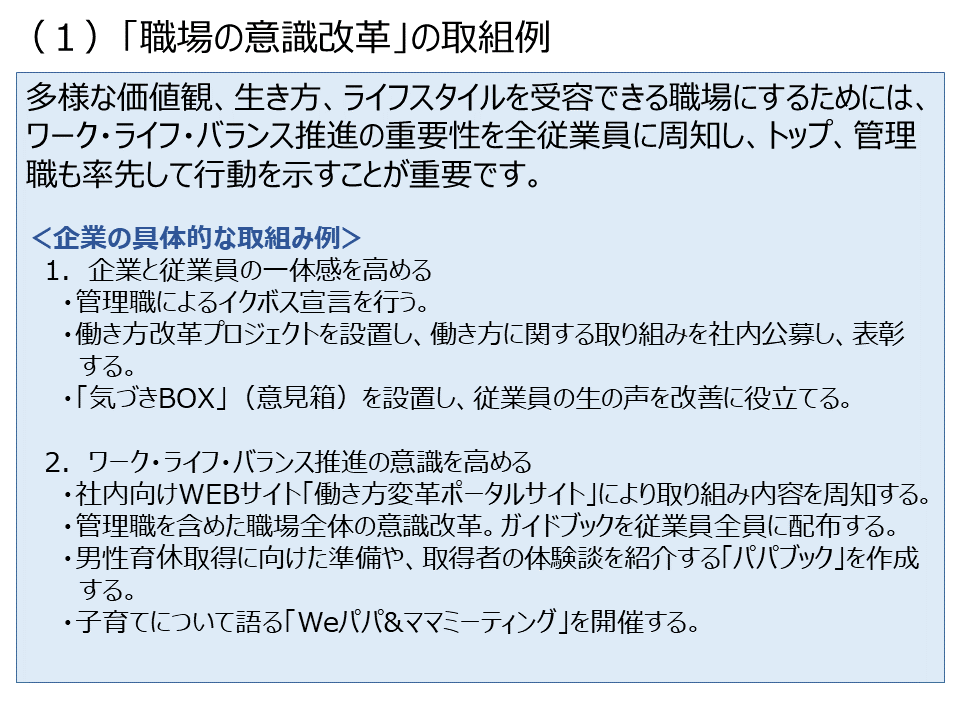 （１）「職場の意識改革」の取組例
多様な価値観、生き方、ライフスタイルを受容できる職場にするためには、
ワーク・ライフ・バランス推進の重要性を全従業員に周知し、トップ、管理
職も率先して行動を示すことが重要です。
＜企業の具体的な取組み例＞
1．企業と従業員の一体感を高める
・管理職によるイクボス宣言を行う。
・働き方改革プロジェクトを設置し、働き方に関する取り組みを社内公募し、表彰
する。
・「気づきBOX」（意見箱）を設置し、従業員の生の声を改善に役立てる。
2．ワーク・ライフ・バランス推進の意識を高める
・社内向けWEBサイト「働き方変革ポータルサイト」により取り組み内容を周知する。
・管理職を含めた職場全体の意識改革。ガイドブックを従業員全員に配布する。
・男性育休取得に向けた準備や、取得者の体験談を紹介する「パパブック」を作成
する。
・子育てについて語る「Weパパ&ママミーティング」を開催する。